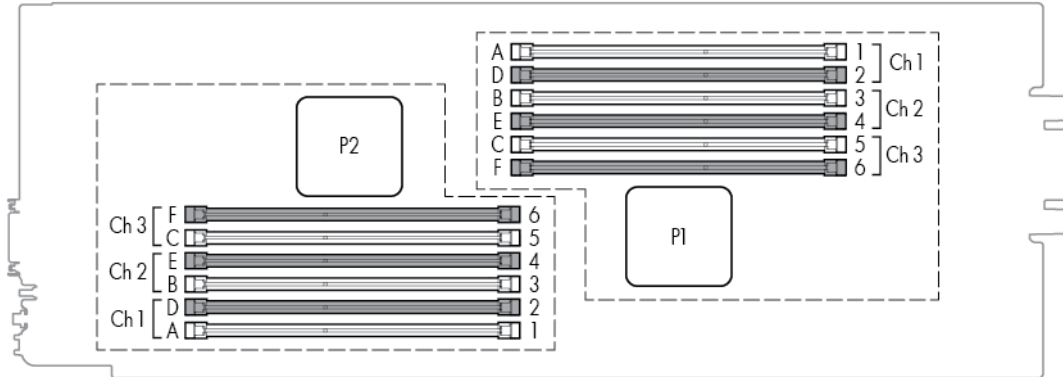 A 1 Ch 1
D 2
B 3 Ch 2
E 4
C 5 Ch 3
F 6
P2
P1
Ch 3 F 6
C 5
Ch 2 E 4
B 3
Ch 1 D 2
A 1